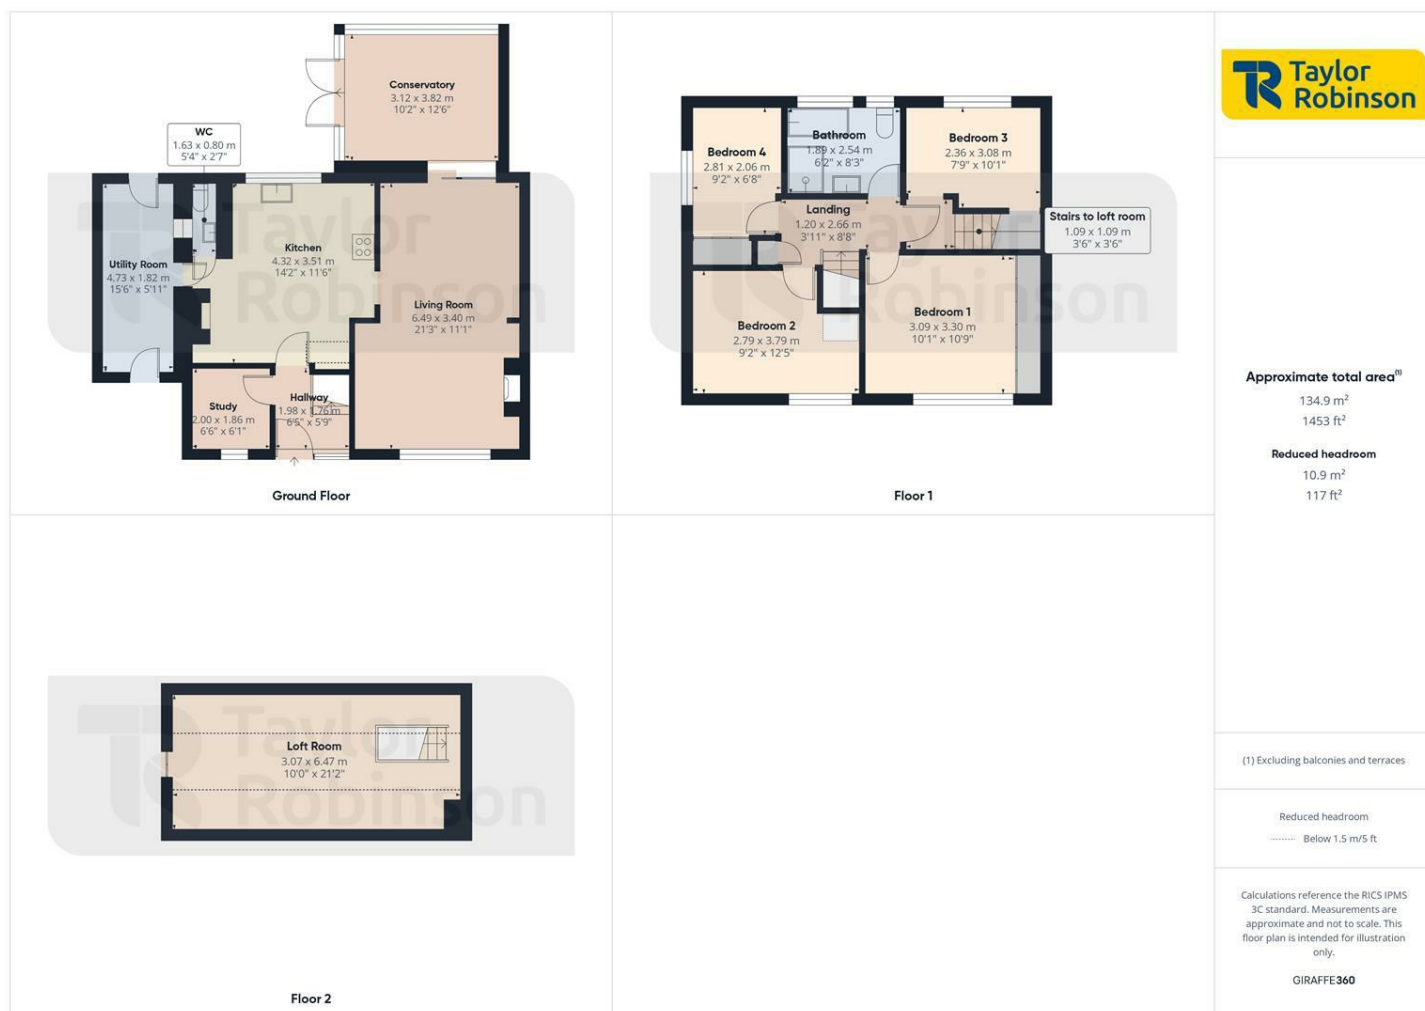 Conservatory
3.12 x 3.82 m
10'2" x 12'6"
WC
1.63 x 0.80 m
5'4" x 2'7"
Kitchen
4.32 x 3.51 m
14'2" x 11'6"
Utility Room
4.73 x 1.82 m
15'6" x 5'11"
Living Room
6.49 x 3.40 m
21'3" x 11'1"
Study
2.00 x 1.86 m
6'6" x 6'1"
Hallway
1.98 x 1.76 m
6'5" x 5'9"
Taylor
Robinson
Ground Floor
Bedroom 4
2.81 x 2.06 m
9'2" x 6'8"
Bathroom
1.89 x 2.54 m
6'2" x 8'3"
Bedroom 3
2.36 x 3.08 m
7'9" x 10'1"
Landing
1.20 x 2.66 m
3'11" x 8'8"
Stairs to loft room
1.09 x 1.09 m
3'6" x 3'6"
Bedroom 2
2.79 x 3.79 m
9'2" x 12'5"
Bedroom 1
3.09 x 3.30 m
10'1" x 10'9"
Taylor
Robinson
Floor 1
Loft Room
3.07 x 6.47 m
10'0" x 21'2"
Taylor
Robinson
Floor 2
TR Taylor
Robinson
Approximate total area(1)
134.9 m²
1453 ft²
Reduced headroom
10.9 m²
117 ft²
(1) Excluding balconies and terraces
Reduced headroom
Below 1.5 m/5 ft
Calculations reference the RICS IPMS
3C standard. Measurements are
approximate and not to scale. This
floor plan is intended for illustration
only.
GIRAFFE360